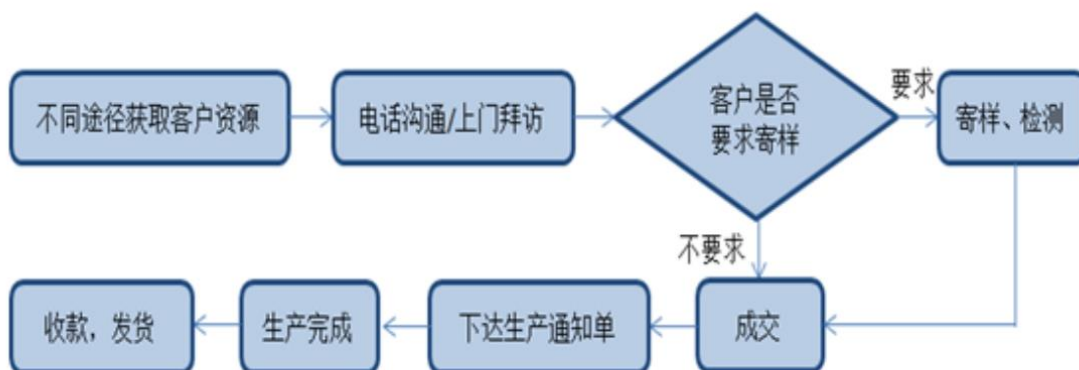 不同途径获取客户资源
电话沟通/上门拜访
客户是否
要求寄样
要求
寄样、检测
不要求
收款，发货
生产完成
下达生产通知单
成交